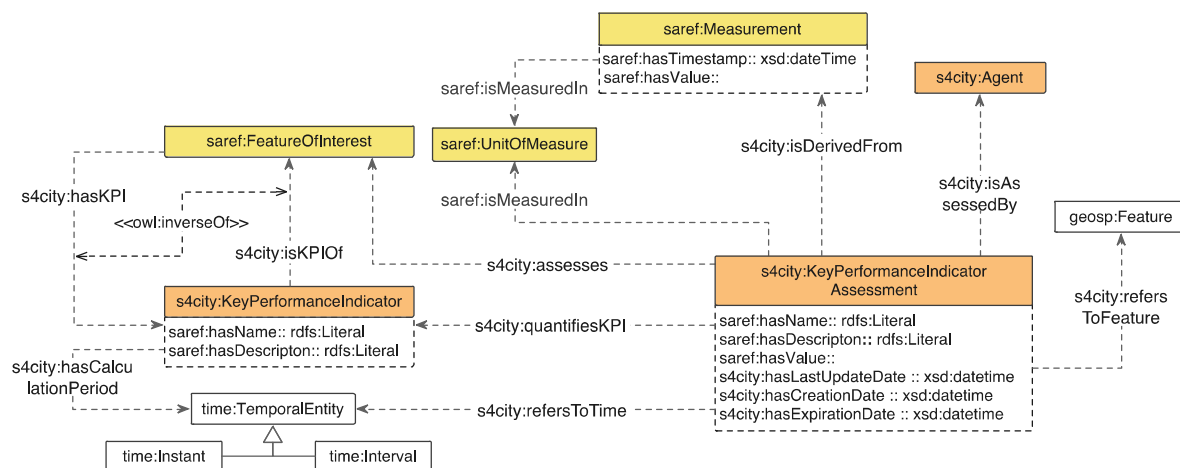 saref:Measurement
saref:hasTimestamp:: xsd:dateTime
saref:hasValue::
s4city:Agent
saref:isMeasuredIn
saref:FeatureOfInterest
saref:UnitOfMeasure
s4city:isDerivedFrom
s4city:hasKPI
saref:isMeasuredIn
s4city:isAs
sessedBy
<<owl:inverseOf>>
geosp:Feature
s4city:isKPIOf
s4city:assesses
s4city:KeyPerformanceIndicator
Assessment
s4city:KeyPerformanceIndicator
s4city:refers
ToFeature
saref:hasName:: rdfs:Literal
saref:hasDescripton:: rdfs:Literal
s4city:quantifiesKPI
saref:hasName:: rdfs:Literal
saref:hasDescripton:: rdfs:Literal
saref:hasValue::
s4city:hasLastUpdateDate :: xsd:datetime
s4city:hasCreationDate :: xsd:datetime
s4city:hasExpirationDate :: xsd:datetime
s4city:hasCalcu
lationPeriod
time:TemporalEntity
s4city:refersToTime
time:Instant
time:Interval